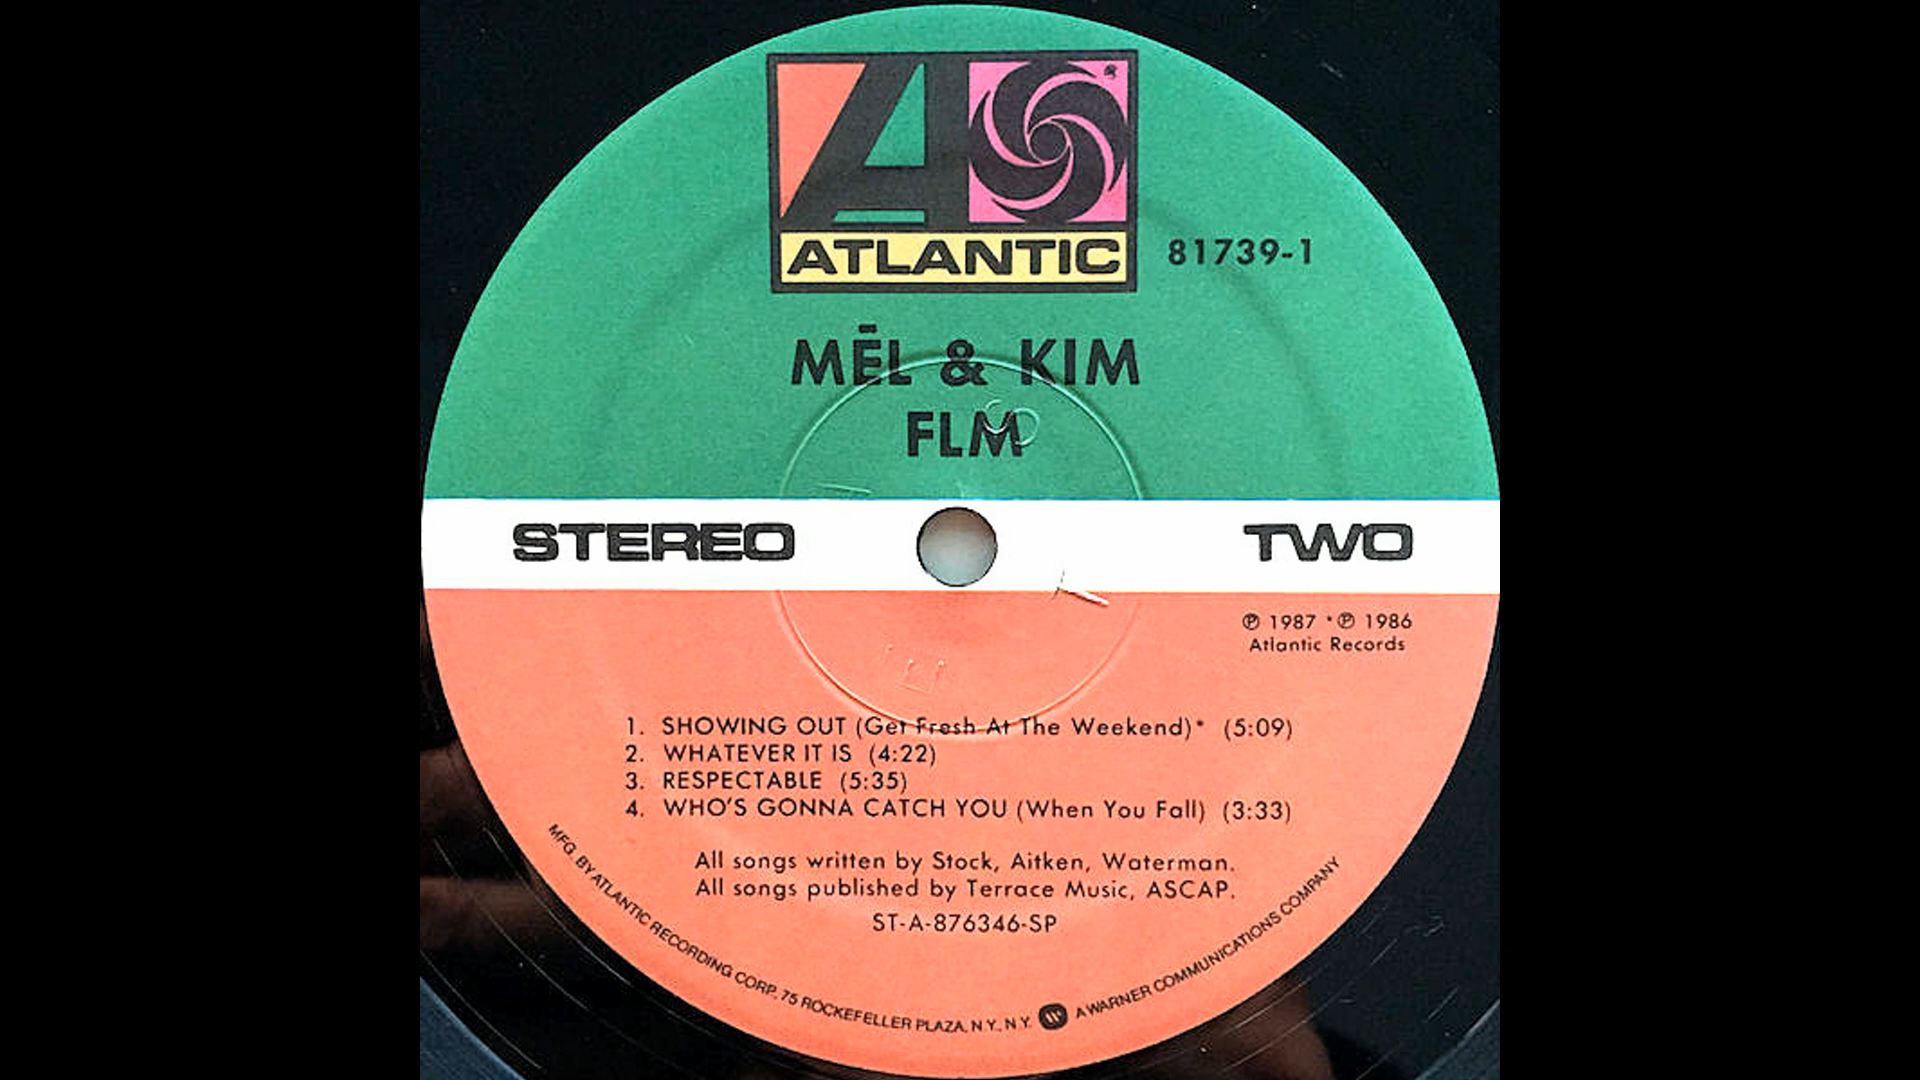 ATLANTIC
81739-1
MĒL & KIM
FLM
STEREO
TWO
℗ 1987 *℗ 1986
Atlantic Records
1. SHOWING OUT (Get Fresh At The Weekend)* (5:09)
2. WHATEVER IT IS (4:22)
3. RESPECTABLE (5:35)
4. WHO'S GONNA CATCH YOU (When You Fall) (3:33)
All songs written by Stock, Aitken, Waterman.
All songs published by Terrace Music, ASCAP.
ST-A-876346-SP
MFG. BY ATLANTIC RECORDING CORP., 75 ROCKEFELLER PLAZA, N.Y., N.Y. A WARNER COMMUNICATIONS COMPANY